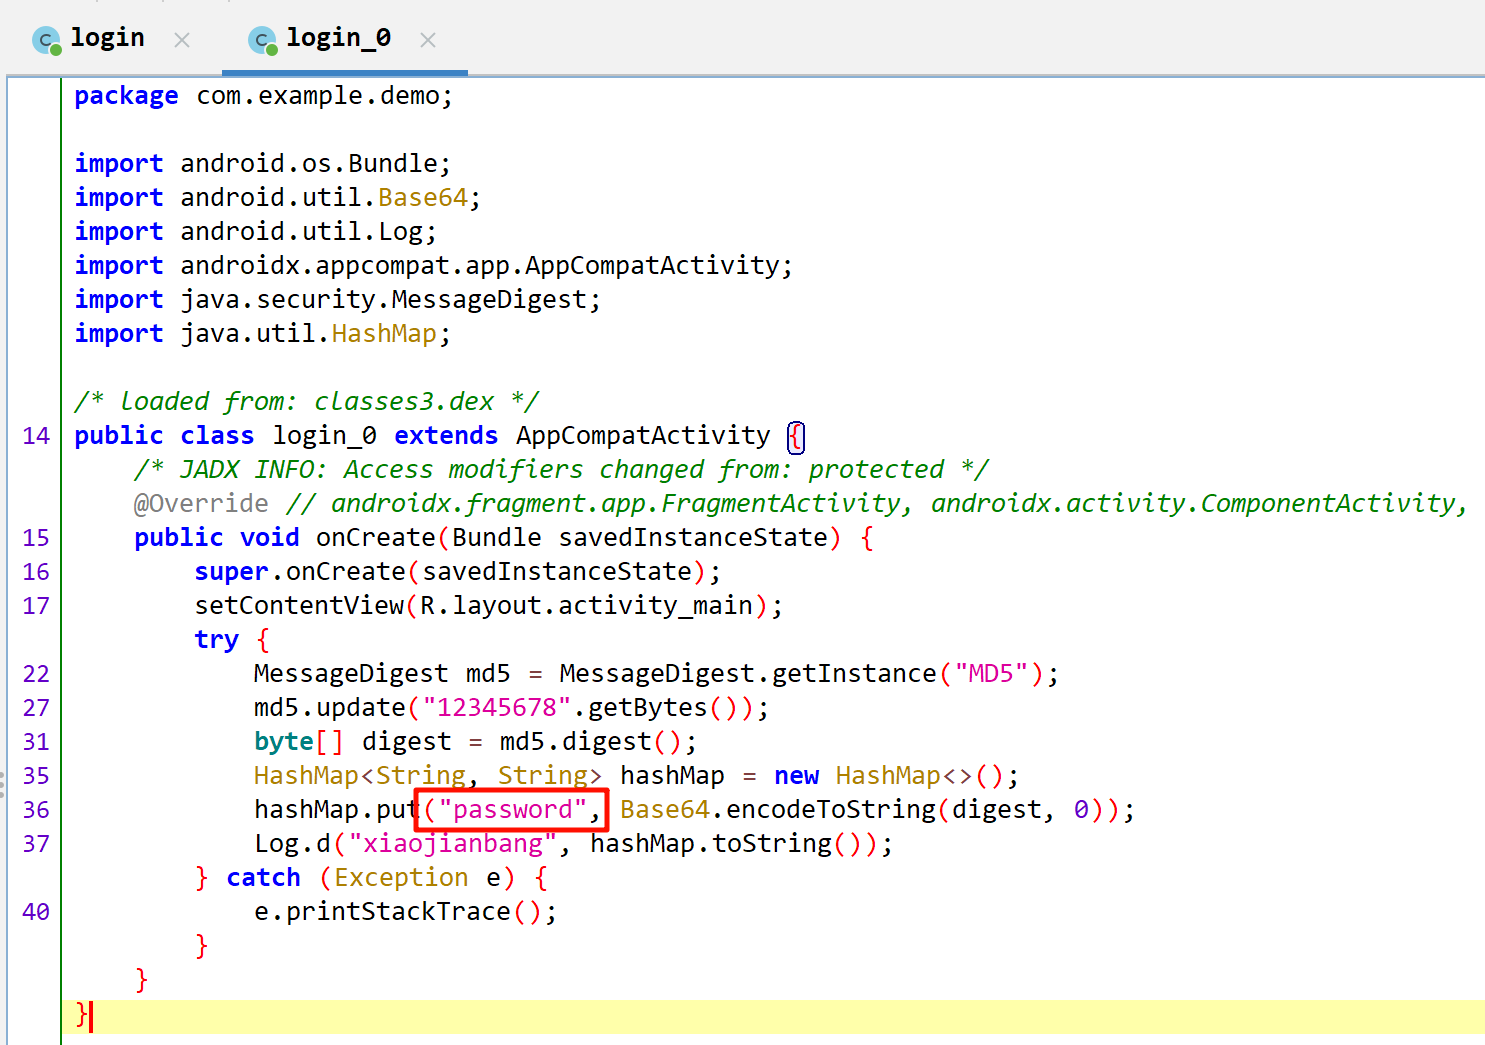 login × login_0 ×
package com.example.demo;
import android.os.Bundle;
import android.util.Base64;
import android.util.Log;
import androidx.appcompat.app.AppCompatActivity;
import java.security.MessageDigest;
import java.util.HashMap;
/* loaded from: classes3.dex */
14 public class login_0 extends AppCompatActivity {
/* JADX INFO: Access modifiers changed from: protected */
@Override // androidx.fragment.app.FragmentActivity, androidx.activity.ComponentActivity,
15 public void onCreate(Bundle savedInstanceState) {
16 super.onCreate(savedInstanceState);
17 setContentView(R.layout.activity_main);
try {
22 MessageDigest md5 = MessageDigest.getInstance("MD5");
27 md5.update("12345678".getBytes());
31 byte[] digest = md5.digest();
35 HashMap<String, String> hashMap = new HashMap<>();
36 hashMap.put("password", Base64.encodeToString(digest, 0));
37 Log.d("xiaojianbang", hashMap.toString());
} catch (Exception e) {
40 e.printStackTrace();
}
}
}